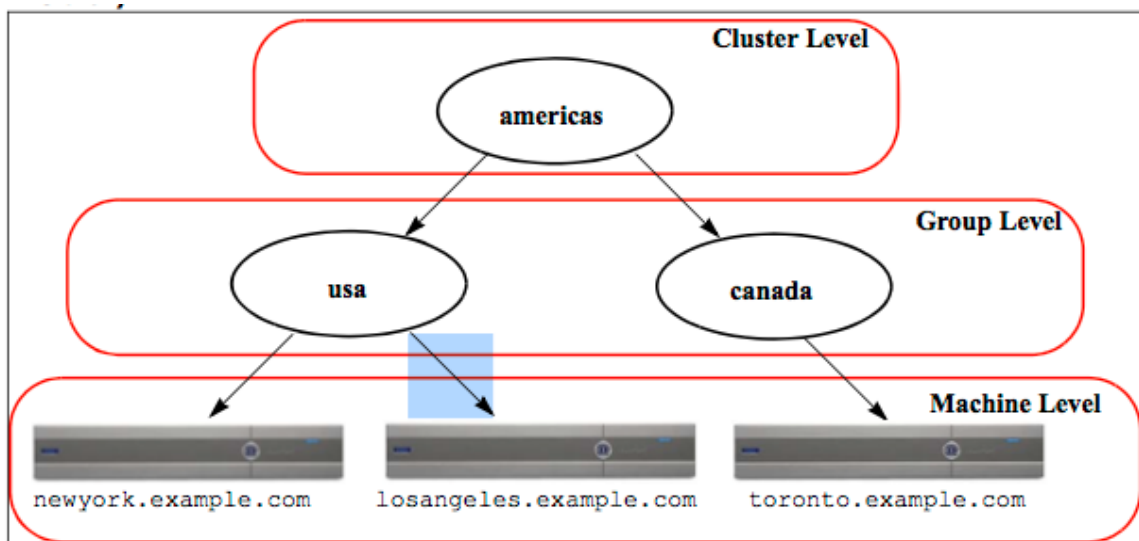 Cluster Level
americas
Group Level
usa
canada
Machine Level
newyork.example.com
losangeles.example.com
toronto.example.com